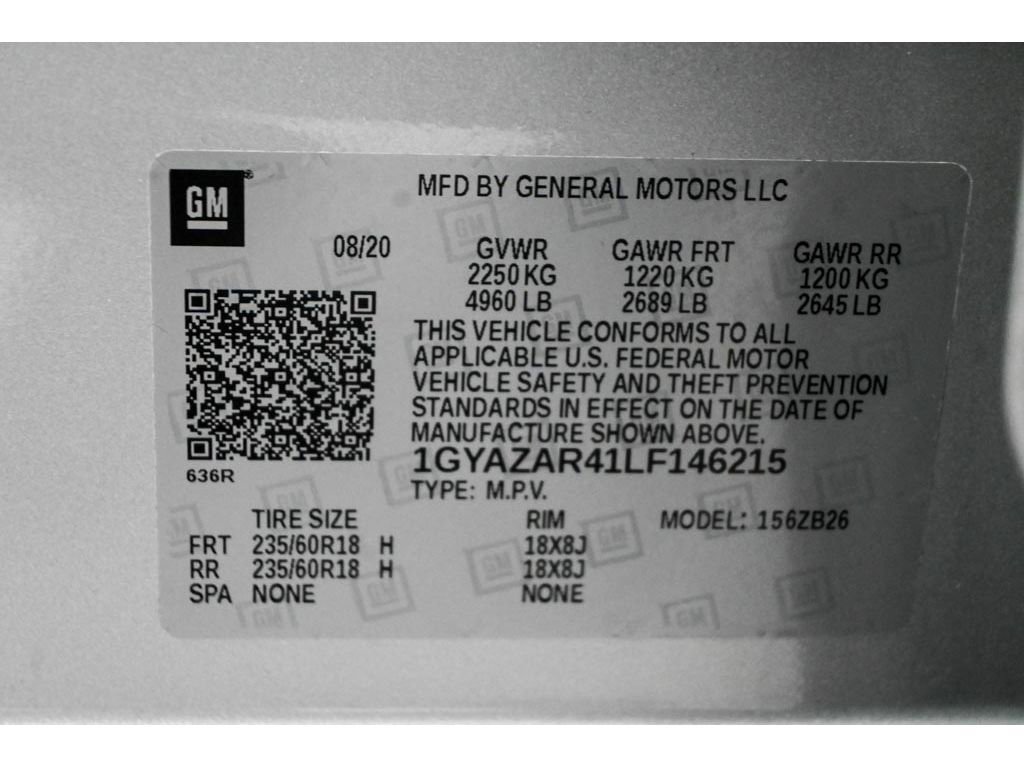 GM
MFD BY GENERAL MOTORS LLC
08/20 GVWR GAWR FRT GAWR RR
2250 KG 1220 KG 1200 KG
4960 LB 2689 LB 2645 LB
THIS VEHICLE CONFORMS TO ALL
APPLICABLE U.S. FEDERAL MOTOR
VEHICLE SAFETY AND THEFT PREVENTION
STANDARDS IN EFFECT ON THE DATE OF
MANUFACTURE SHOWN ABOVE.
636R
1GYAZAR41LF146215
TYPE: M.P.V.
TIRE SIZE RIM MODEL: 156ZB26
FRT 235/60R18 H 18X8J
RR 235/60R18 H 18X8J
SPA NONE NONE